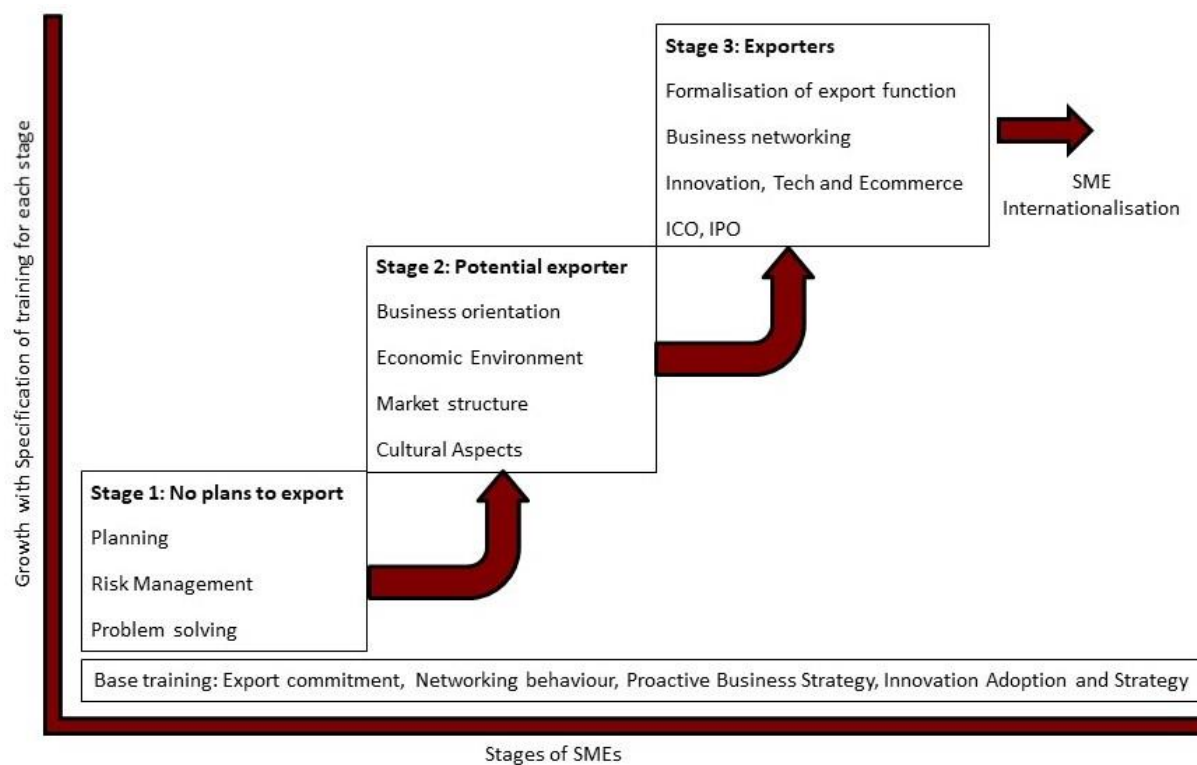 Growth with Specification of training for each stage
Stage 3: Exporters
Formalisation of export function
Business networking
Innovation, Tech and Ecommerce
ICO, IPO
SME
Internationalisation
Stage 2: Potential exporter
Business orientation
Economic Environment
Market structure
Cultural Aspects
Stage 1: No plans to export
Planning
Risk Management
Problem solving
Base training: Export commitment, Networking behaviour, Proactive Business Strategy, Innovation Adoption and Strategy
Stages of SMEs